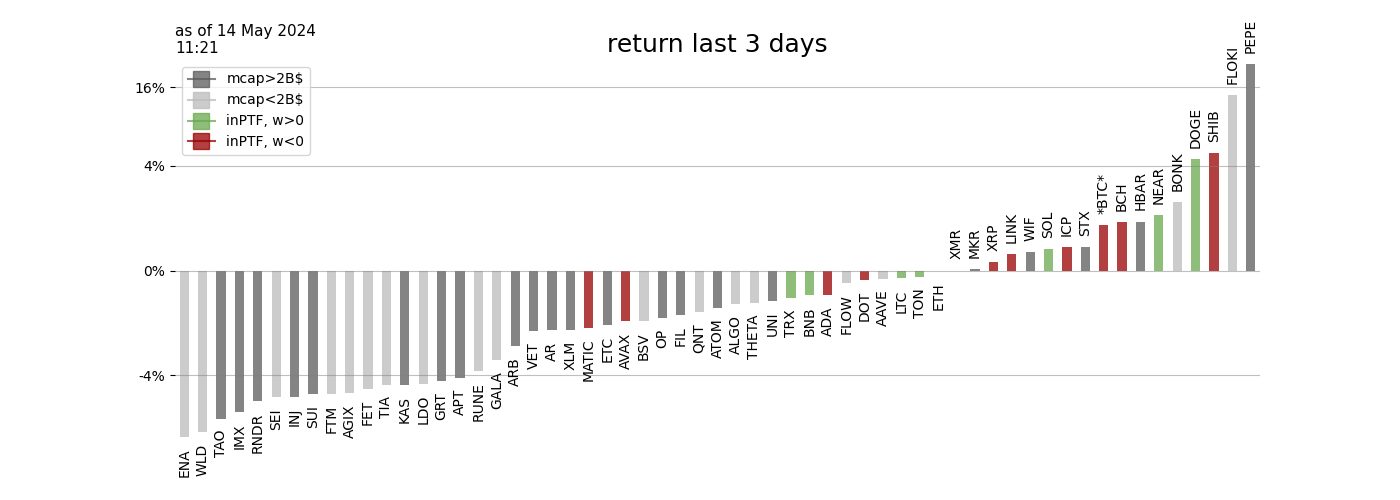 as of 14 May 2024
11:21
return last 3 days
mcap>2B$
mcap<2B$
inPTF, w>0
inPTF, w<0
16%
4%
0%
-4%
ENA
WLD
TAO
IMX
RNDR
SEI
INJ
SUI
FTM
AGIX
FET
TIA
KAS
LDO
GRT
APT
RUNE
GALA
ARB
VET
AR
XLM
MATIC
ETC
AVAX
BSV
OP
FIL
QNT
ATOM
ALGO
THETA
UNI
TRX
BNB
ADA
FLOW
DOT
AAVE
LTC
TON
ETH
XMR
MKR
XRP
LINK
WIF
SOL
ICP
STX
*BTC*
BCH
HBAR
NEAR
BONK
DOGE
SHIB
FLOKI
PEPE